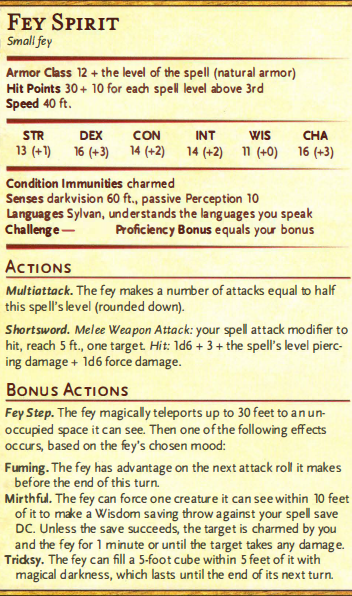 FEY SPIRIT
Small fey
Armor Class 12 + the level of the spell (natural armor)
Hit Points 30 + 10 for each spell level above 3rd
Speed 40 ft.
STR DEX CON INT WIS CHA
13 (+1) 16 (+3) 14 (+2) 14 (+2) 11 (+0) 16 (+3)
Condition Immunities charmed
Senses darkvision 60 ft., passive Perception 10
Languages Sylvan, understands the languages you speak
Challenge — Proficiency Bonus equals your bonus
ACTIONS
Multiattack. The fey makes a number of attacks equal to half
this spell's level (rounded down).
Shortsword. Melee Weapon Attack: your spell attack modifier to
hit, reach 5 ft., one target. Hit: 1d6 + 3 + the spell's level pierc-
ing damage + 1d6 force damage.
BONUS ACTIONS
Fey Step. The fey magically teleports up to 30 feet to an un-
occupied space it can see. Then one of the following effects
occurs, based on the fey's chosen mood:
Fuming. The fey has advantage on the next attack roll it makes
before the end of this turn.
Mirthful. The fey can force one creature it can see within 10 feet
of it to make a Wisdom saving throw against your spell save
DC. Unless the save succeeds, the target is charmed by you
and the fey for 1 minute or until the target takes any damage.
Tricksy. The fey can fill a 5-foot cube within 5 feet of it with
magical darkness, which lasts until the end of its next turn.